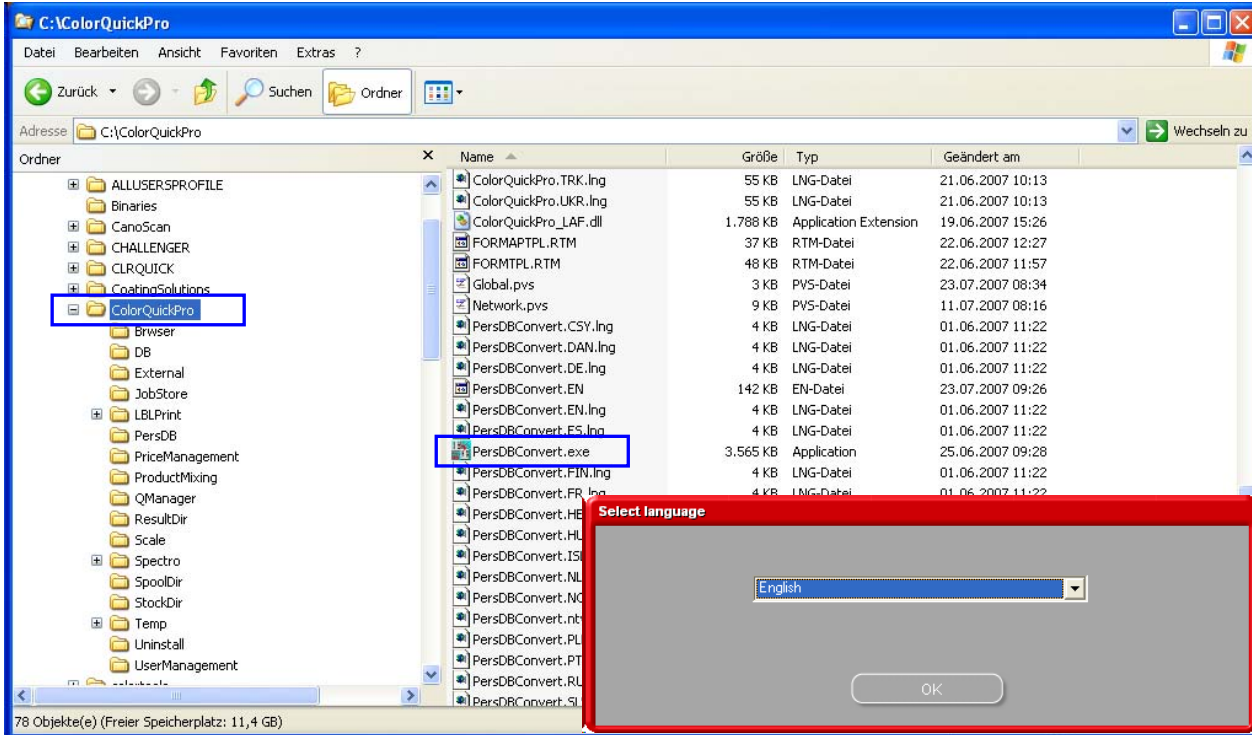 C:\ColorQuickPro
Datei Bearbeiten Ansicht Favoriten Extras ?
Zurück Suchen Ordner
Adresse C:\ColorQuickPro Wechseln zu
Ordner
ALLUSERSPROFILE
Binaries
CanoScan
CHALLENGER
CLRQUICK
CoatingSolutions
ColorQuickPro
Brwser
DB
External
JobStore
LBLPrint
PersDB
PriceManagement
ProductMixing
QManager
ResultDir
Scale
Spectro
SpoolDir
StockDir
Temp
Uninstall
UserManagement
Name Größe Typ Geändert am
ColorQuickPro.TRK.lng 55 KB LNG-Datei 21.06.2007 10:13
ColorQuickPro.UKR.lng 55 KB LNG-Datei 21.06.2007 10:13
ColorQuickPro_LAF.dll 1.788 KB Application Extension 19.06.2007 15:26
FORMAPTPL.RTM 37 KB RTM-Datei 22.06.2007 12:27
FORMTPL.RTM 48 KB RTM-Datei 22.06.2007 11:57
Global.pvs 3 KB PVS-Datei 23.07.2007 08:34
Network.pvs 9 KB PVS-Datei 11.07.2007 08:16
PersDBConvert.CSY.lng 4 KB LNG-Datei 01.06.2007 11:22
PersDBConvert.DAN.lng 4 KB LNG-Datei 01.06.2007 11:22
PersDBConvert.DE.lng 4 KB LNG-Datei 01.06.2007 11:22
PersDBConvert.EN 142 KB EN-Datei 23.07.2007 09:26
PersDBConvert.EN.lng 4 KB LNG-Datei 01.06.2007 11:22
PersDBConvert.ES.lng 4 KB LNG-Datei 01.06.2007 11:22
PersDBConvert.exe 3.565 KB Application 25.06.2007 09:28
PersDBConvert.FIN.lng 4 KB LNG-Datei 01.06.2007 11:22
PersDBConvert.FR.lng 4 KB LNG-Datei 01.06.2007 11:22
PersDBConvert.HE
PersDBConvert.HU
PersDBConvert.IS
PersDBConvert.NL
PersDBConvert.NO
PersDBConvert.nt
PersDBConvert.PL
PersDBConvert.PT
PersDBConvert.RU
PersDBConvert.SL
Select language
English
OK
78 Objekte(e) (Freier Speicherplatz: 11,4 GB)